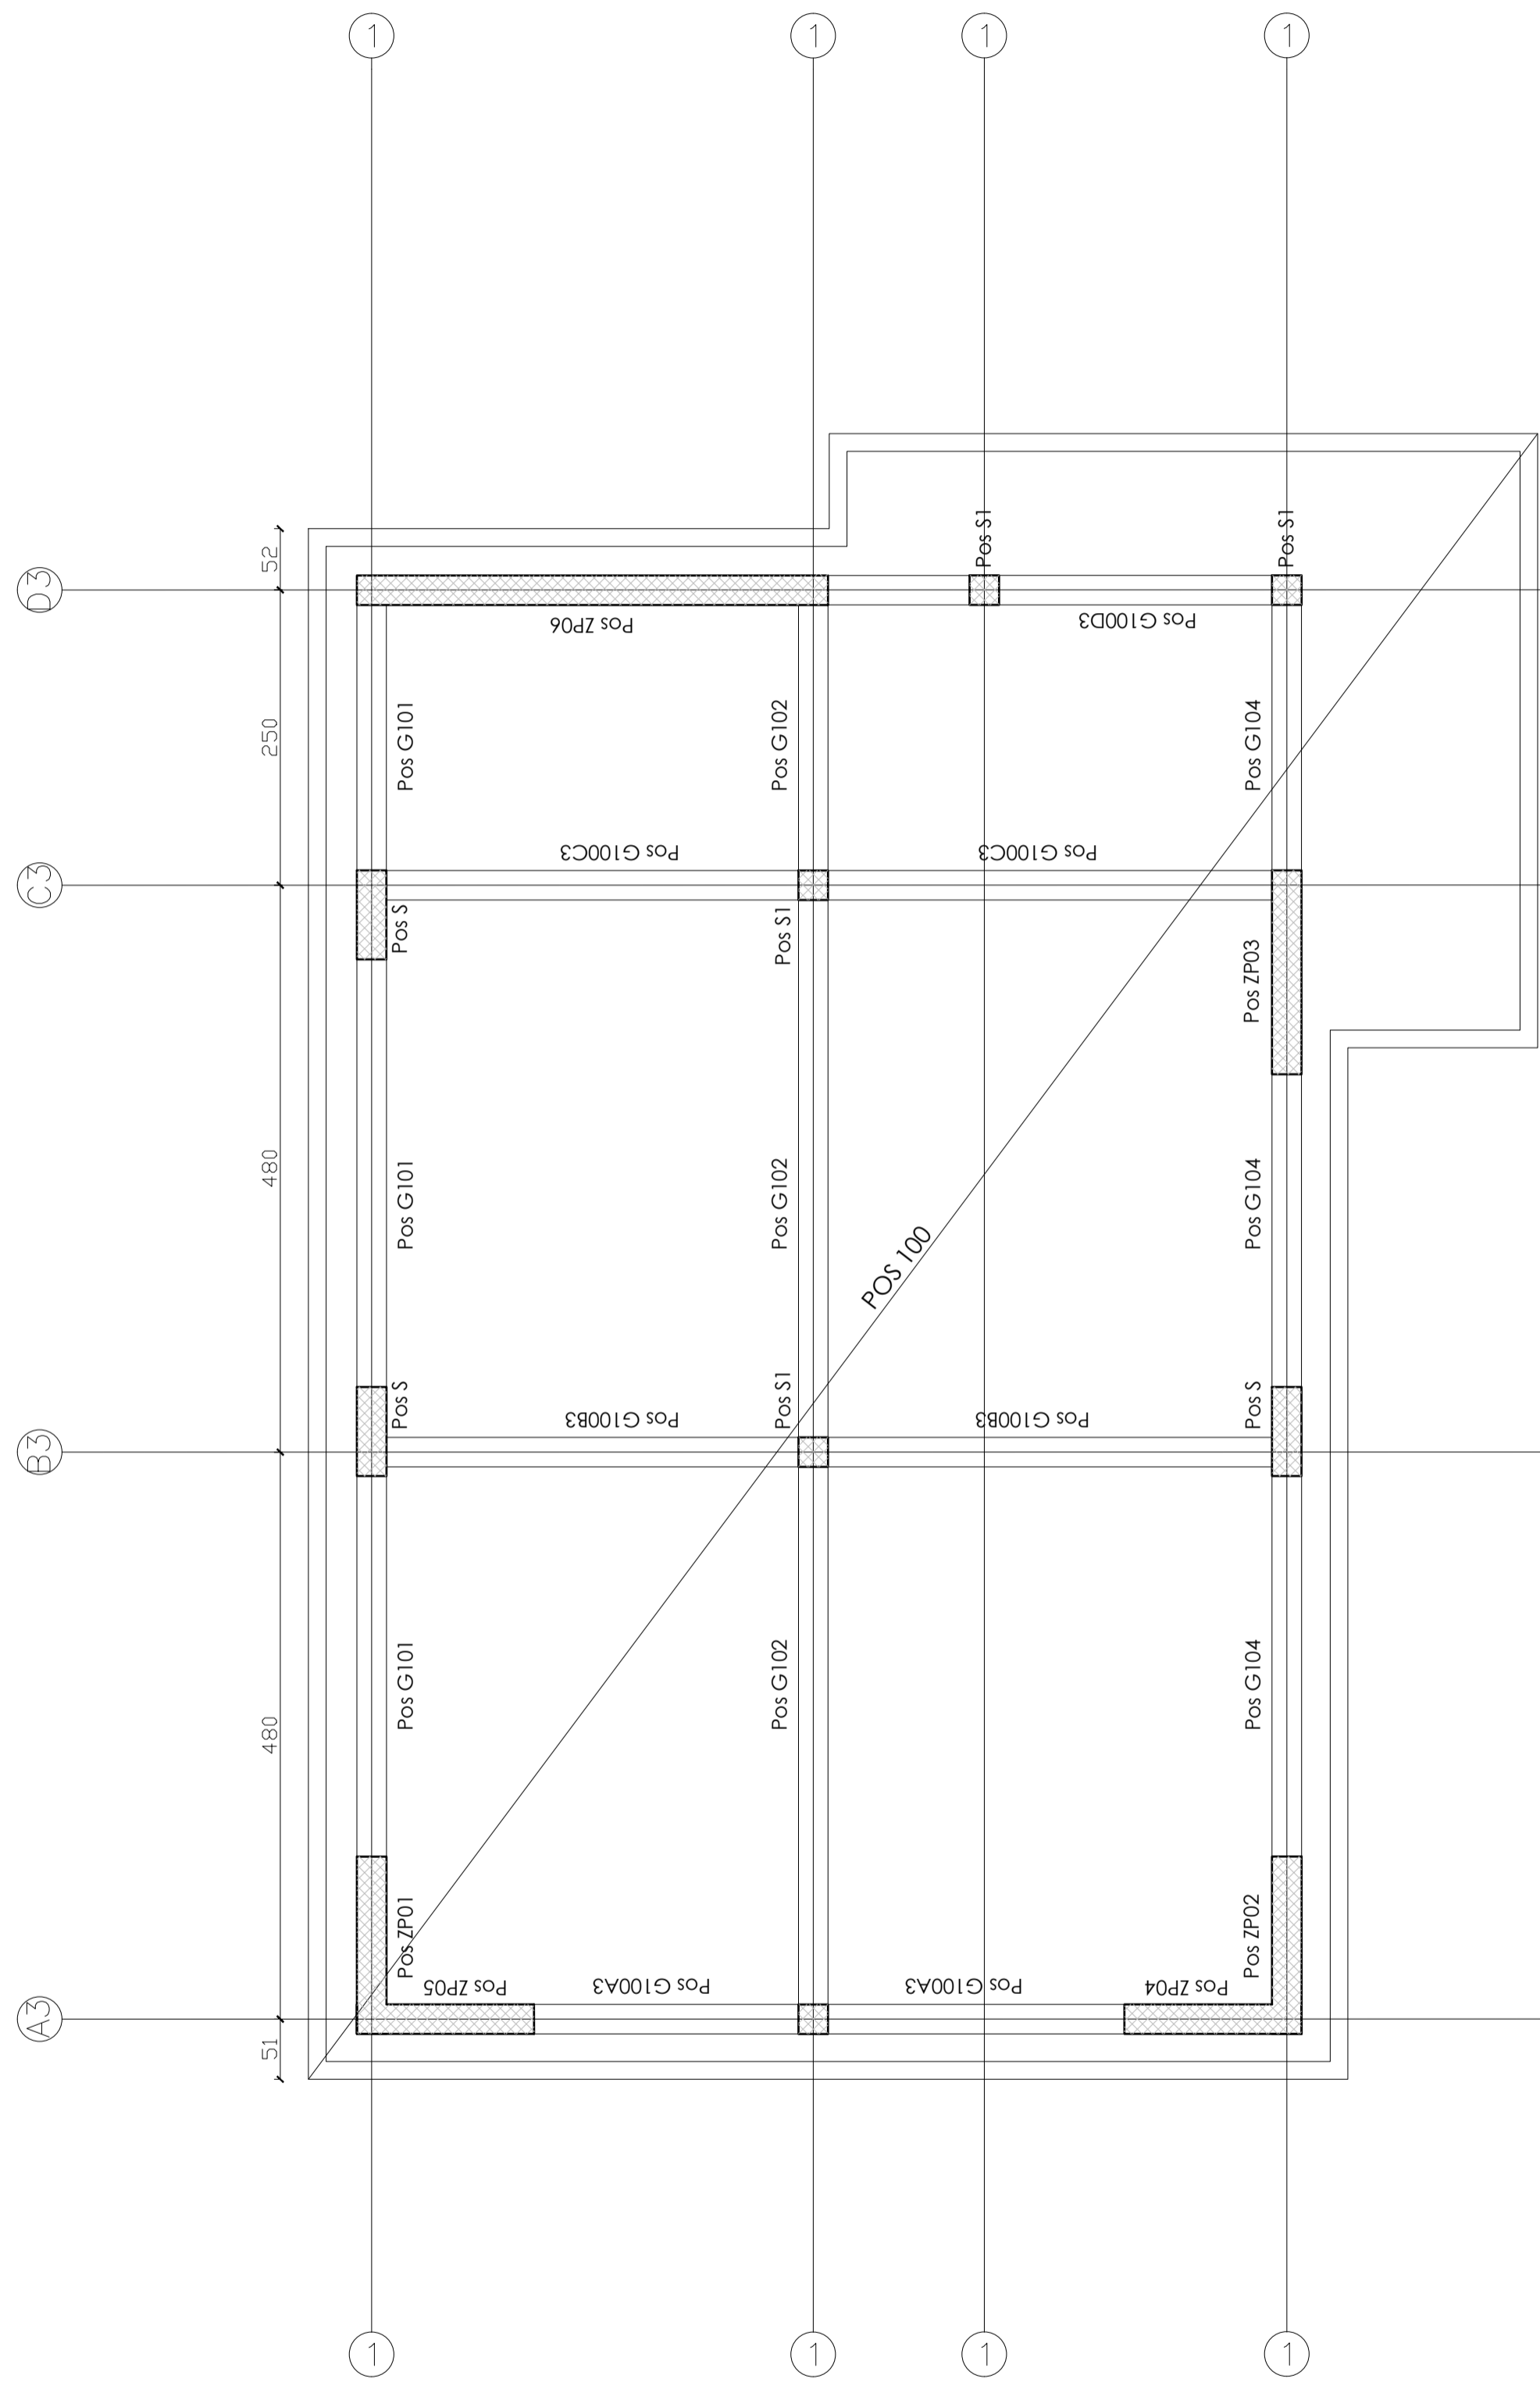 1
1
1
1
D3
52
Pos S1
Pos S1
Pos ZP06
Pos G100D3
250
Pos G101
Pos G102
Pos G104
Pos G100C3
Pos G100C3
C3
Pos S
Pos S1
Pos ZP03
480
Pos G101
Pos G102
Pos G104
POS 100
Pos S
Pos S1
Pos S
Pos G100B3
Pos G100B3
B3
Pos G101
Pos G102
Pos G104
480
Pos ZP01
Pos ZP02
Pos ZP05
Pos G100A3
Pos G100A3
Pos ZP04
A3
51
1
1
1
1